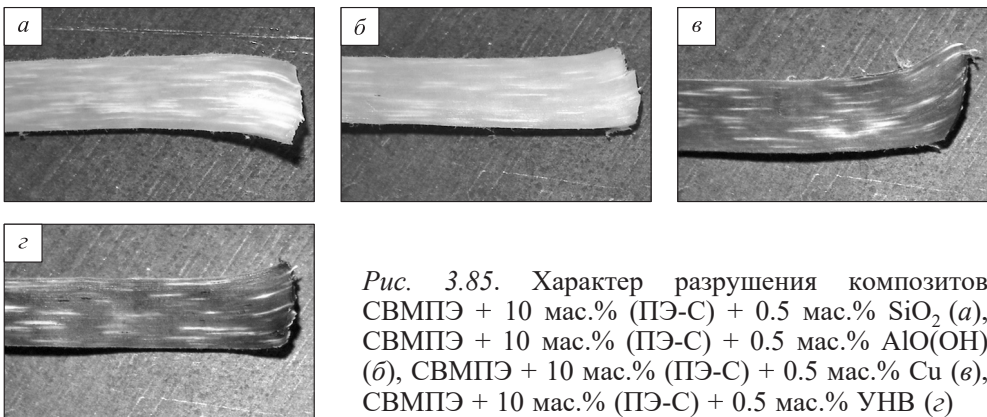 а
б
в
г
Рис. 3.85. Характер разрушения композитов
СВМПЭ + 10 мас.% (ПЭ-С) + 0.5 мас.% SiO₂ (а),
СВМПЭ + 10 мас.% (ПЭ-С) + 0.5 мас.% AlO(OH)
(б), СВМПЭ + 10 мас.% (ПЭ-С) + 0.5 мас.% Cu (в),
СВМПЭ + 10 мас.% (ПЭ-С) + 0.5 мас.% УНВ (г)